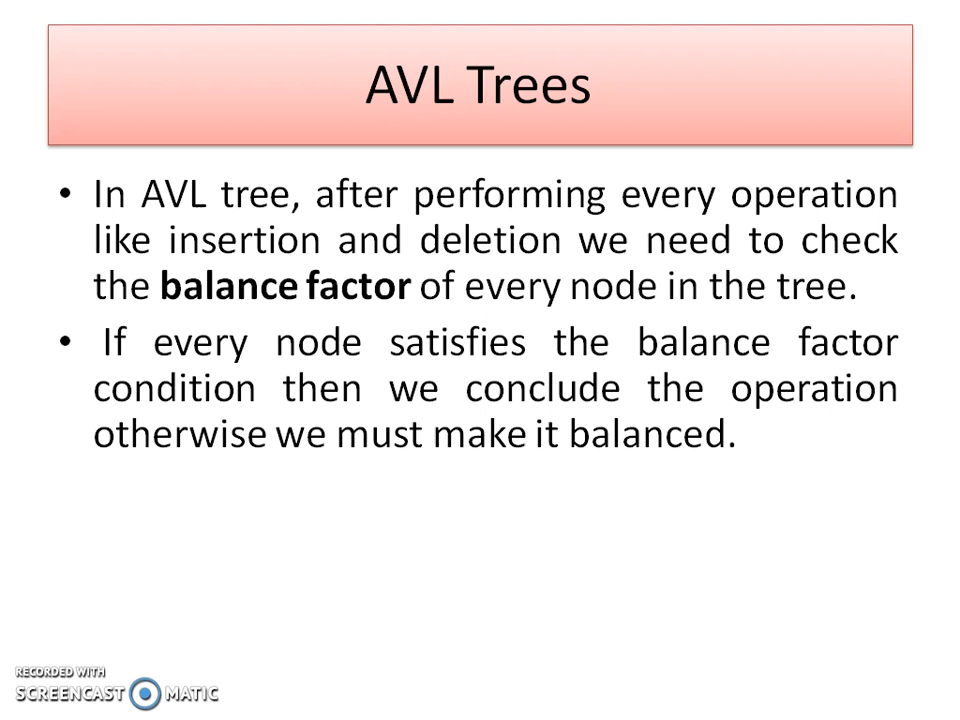 AVL Trees
• In AVL tree, after performing every operation
like insertion and deletion we need to check
the balance factor of every node in the tree.
• If every node satisfies the balance factor
condition then we conclude the operation
otherwise we must make it balanced.
RECORDED WITH
SCREENCAST MATIC